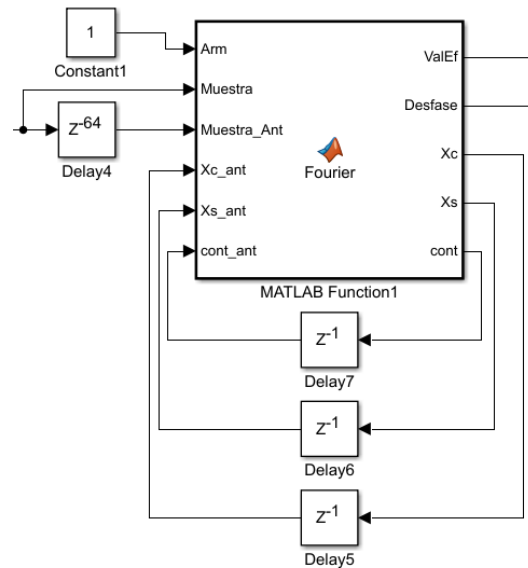 1
Constant1
Arm
ValEf
Muestra
Desfase
Z-64
Muestra_Ant
Delay4
Xc
Xc_ant
Fourier
Xs_ant
Xs
cont_ant
cont
MATLAB Function1
Z-1
Delay7
Z-1
Delay6
Z-1
Delay5